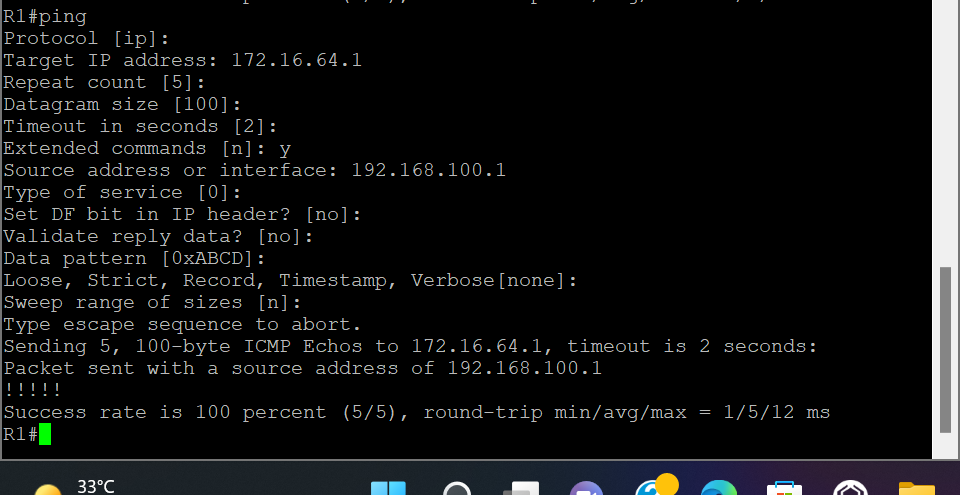 R1#ping
Protocol [ip]:
Target IP address: 172.16.64.1
Repeat count [5]:
Datagram size [100]:
Timeout in seconds [2]:
Extended commands [n]: y
Source address or interface: 192.168.100.1
Type of service [0]:
Set DF bit in IP header? [no]:
Validate reply data? [no]:
Data pattern [0xABCD]:
Loose, Strict, Record, Timestamp, Verbose[none]:
Sweep range of sizes [n]:
Type escape sequence to abort.
Sending 5, 100-byte ICMP Echos to 172.16.64.1, timeout is 2 seconds:
Packet sent with a source address of 192.168.100.1
!!!!!
Success rate is 100 percent (5/5), round-trip min/avg/max = 1/5/12 ms
R1#
33°C